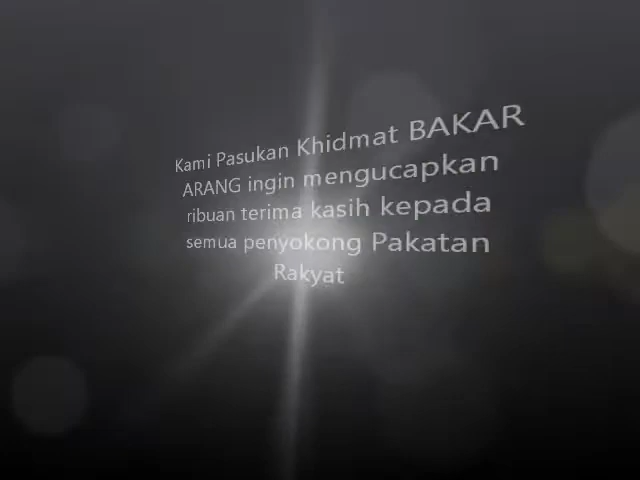 Kami Pasukan Khidmat BAKAR
ARANG ingin mengucapkan
ribuan terima kasih kepada
semua penyokong Pakatan
Rakyat